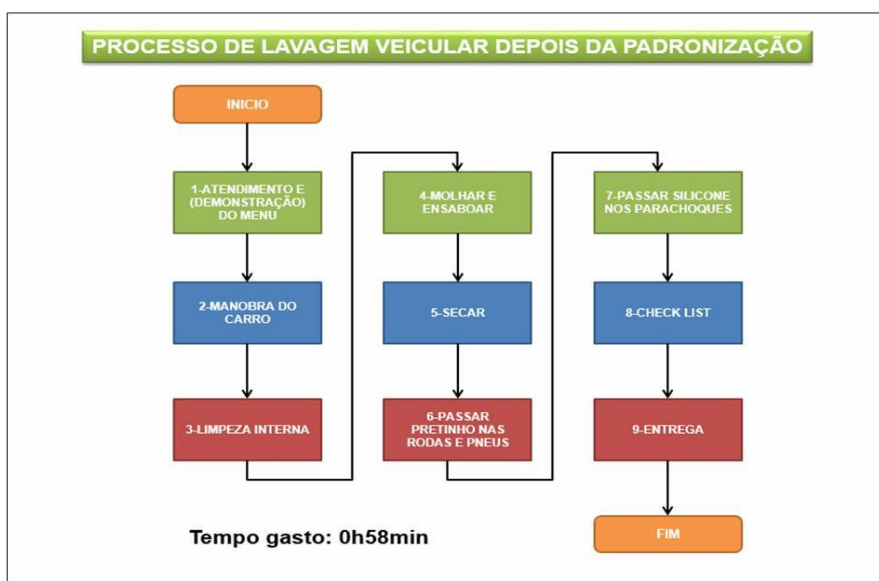 PROCESSO DE LAVAGEM VEICULAR DEPOIS DA PADRONIZAÇÃO
INICIO
1-ATENDIMENTO E
(DEMONSTRAÇÃO)
DO MENU
2-MANOBRA DO
CARRO
3-LIMPEZA INTERNA
4-MOLHAR E
ENSABOAR
5-SECAR
6-PASSAR
PRETINHO NAS
RODAS E PNEUS
7-PASSAR SILICONE
NOS PARACHOQUES
8-CHECK LIST
9-ENTREGA
FIM
Tempo gasto: 0h58min